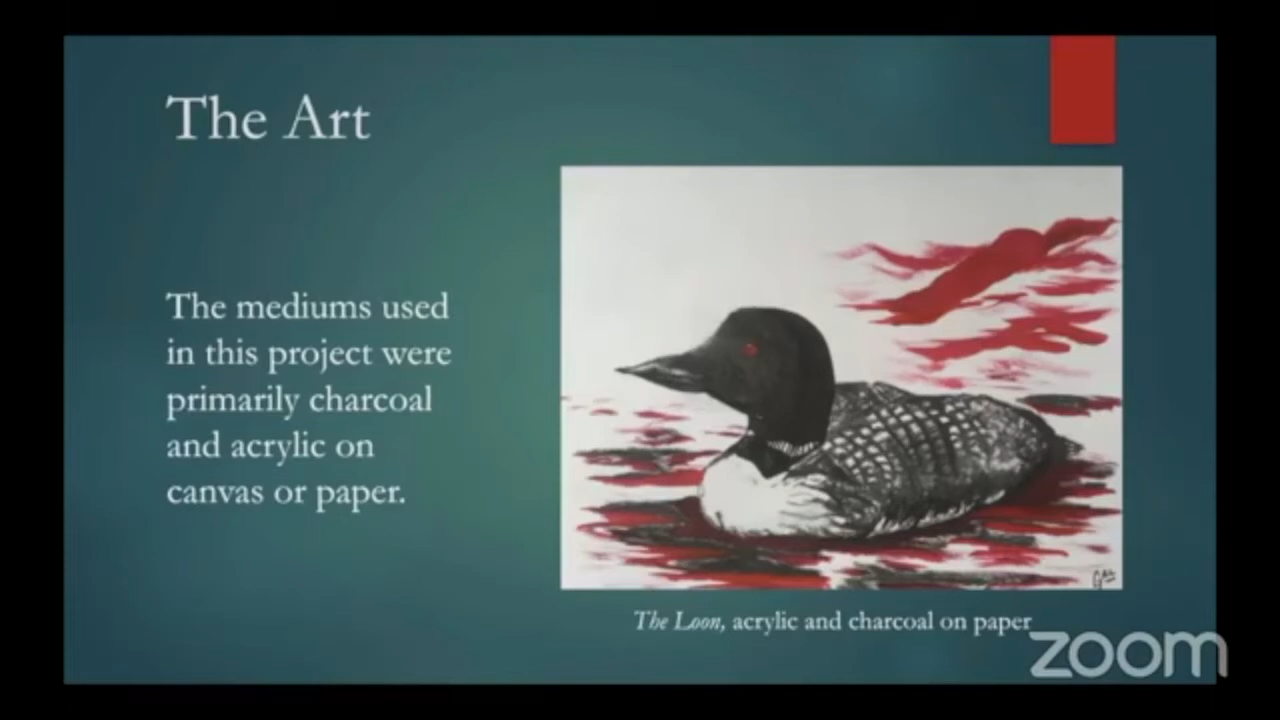 The Art
The mediums used
in this project were
primarily charcoal
and acrylic on
canvas or paper.
The Loon, acrylic and charcoal on paper
zoom